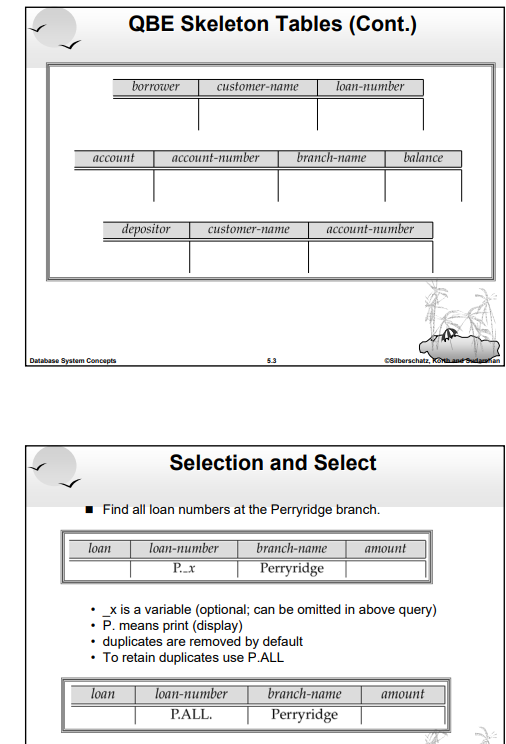 QBE Skeleton Tables (Cont.)
borrower customer-name loan-number
account account-number branch-name balance
depositor customer-name account-number
Database System Concepts 5.3 ©Silberschatz, Korth and Sudarshan
Selection and Select
■ Find all loan numbers at the Perryridge branch.
loan loan-number branch-name amount
P._x Perryridge
• _x is a variable (optional; can be omitted in above query)
• P. means print (display)
• duplicates are removed by default
• To retain duplicates use P.ALL
loan loan-number branch-name amount
P.ALL. Perryridge